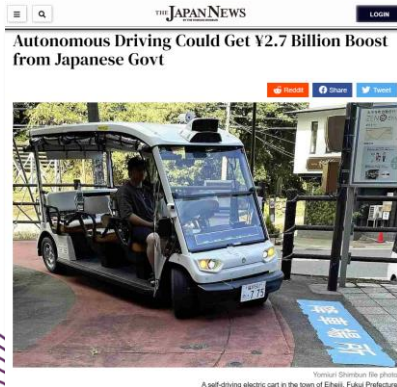 THE JAPAN NEWS
LOGIN
Autonomous Driving Could Get ¥2.7 Billion Boost
from Japanese Govt
Reddit
Share
Tweet
775
Yomiuri Shimbun file photo
A self-driving electric cart in the town of Eiheiji, Fukui Prefecture